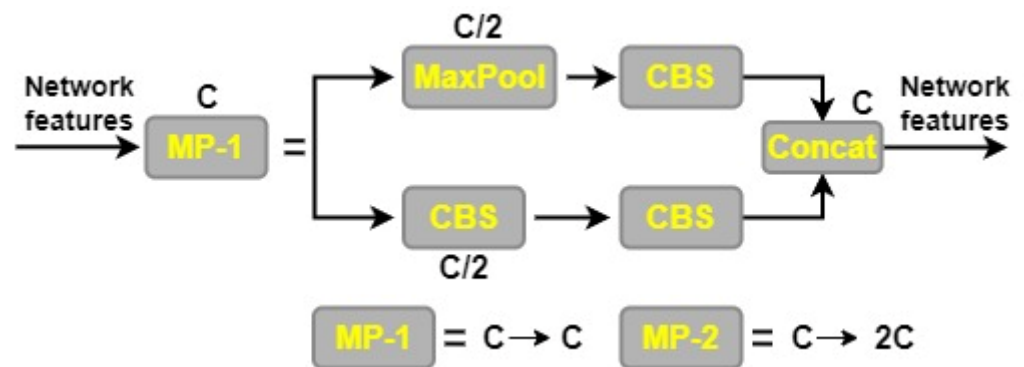 C/2
MaxPool CBS
Network features
C
MP-1 =
C
Concat
Network features
CBS CBS
C/2
MP-1 = C → C MP-2 = C → 2C